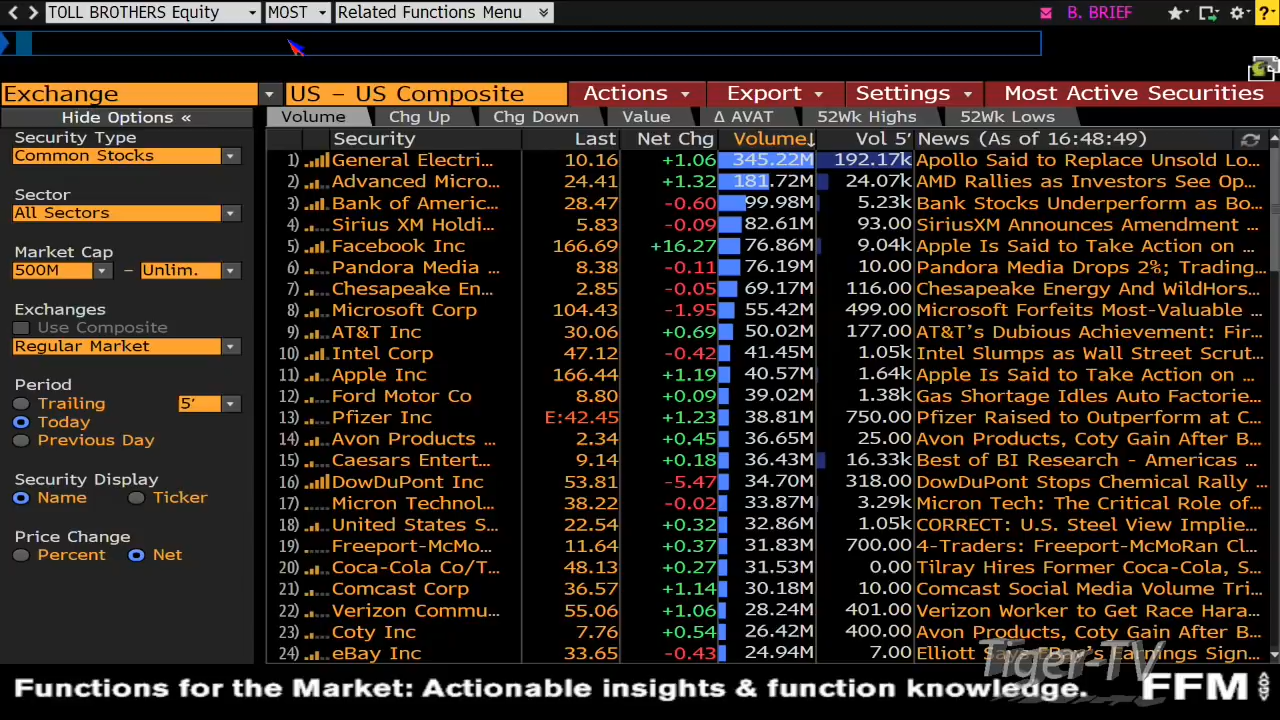 TOLL BROTHERS Equity MOST Related Functions Menu B. BRIEF
Exchange US – US Composite Actions Export Settings Most Active Securities
Hide Options « Volume Chg Up Chg Down Value Δ AVAT 52Wk Highs 52Wk Lows
Security Type
Common Stocks
Sector
All Sectors
Market Cap
500M – Unlim.
Exchanges
Use Composite
Regular Market
Period
Trailing 5'
Today
Previous Day
Security Display
Name Ticker
Price Change
Percent Net
Security Last Net Chg Volume↓ Vol 5' News (As of 16:48:49)
1) General Electri... 10.16 +1.06 345.22M 192.17k Apollo Said to Replace Unsold Lo...
2) Advanced Micro... 24.41 +1.32 181.72M 24.07k AMD Rallies as Investors See Op...
3) Bank of Americ... 28.47 -0.60 99.98M 5.23k Bank Stocks Underperform as Bo...
4) Sirius XM Holdi... 5.83 -0.09 82.61M 93.00 SiriusXM Announces Amendment ...
5) Facebook Inc 166.69 +16.27 76.86M 9.04k Apple Is Said to Take Action on ...
6) Pandora Media ... 8.38 -0.11 76.19M 10.00 Pandora Media Drops 2%; Trading...
7) Chesapeake En... 2.85 -0.05 69.17M 116.00 Chesapeake Energy And WildHors...
8) Microsoft Corp 104.43 -1.95 55.42M 499.00 Microsoft Forfeits Most-Valuable ...
9) AT&T Inc 30.06 +0.69 50.02M 177.00 AT&T's Dubious Achievement: Fir...
10) Intel Corp 47.12 -0.42 41.45M 1.05k Intel Slumps as Wall Street Scrut...
11) Apple Inc 166.44 +1.19 40.57M 1.64k Apple Is Said to Take Action on ...
12) Ford Motor Co 8.80 +0.09 39.02M 1.38k Gas Shortage Idles Auto Factorie...
13) Pfizer Inc E:42.45 +1.23 38.81M 750.00 Pfizer Raised to Outperform at C...
14) Avon Products ... 2.34 +0.45 36.65M 25.00 Avon Products, Coty Gain After B...
15) Caesars Entert... 9.14 +0.18 36.43M 16.33k Best of BI Research - Americas ...
16) DowDuPont Inc 53.81 -5.47 34.70M 318.00 DowDuPont Stops Chemical Rally ...
17) Micron Technol... 38.22 -0.02 33.87M 3.29k Micron Tech: The Critical Role of...
18) United States S... 22.54 +0.32 32.86M 1.05k CORRECT: U.S. Steel View Implie...
19) Freeport-McMo... 11.64 +0.37 31.83M 700.00 4-Traders: Freeport-McMoRan Cl...
20) Coca-Cola Co/T... 48.13 +0.27 31.53M 0.00 Tilray Hires Former Coca-Cola, S...
21) Comcast Corp 36.57 +1.14 30.18M 10.00 Comcast Social Media Volume Tri...
22) Verizon Commu... 55.06 +1.06 28.24M 401.00 Verizon Worker to Get Race Hara...
23) Coty Inc 7.76 +0.54 26.42M 400.00 Avon Products, Coty Gain After B...
24) eBay Inc 33.65 -0.43 24.94M 7.00 Elliott Says EBay's Earnings Sign...
Tiger-TV
Functions for the Market: Actionable insights & function knowledge. FFM